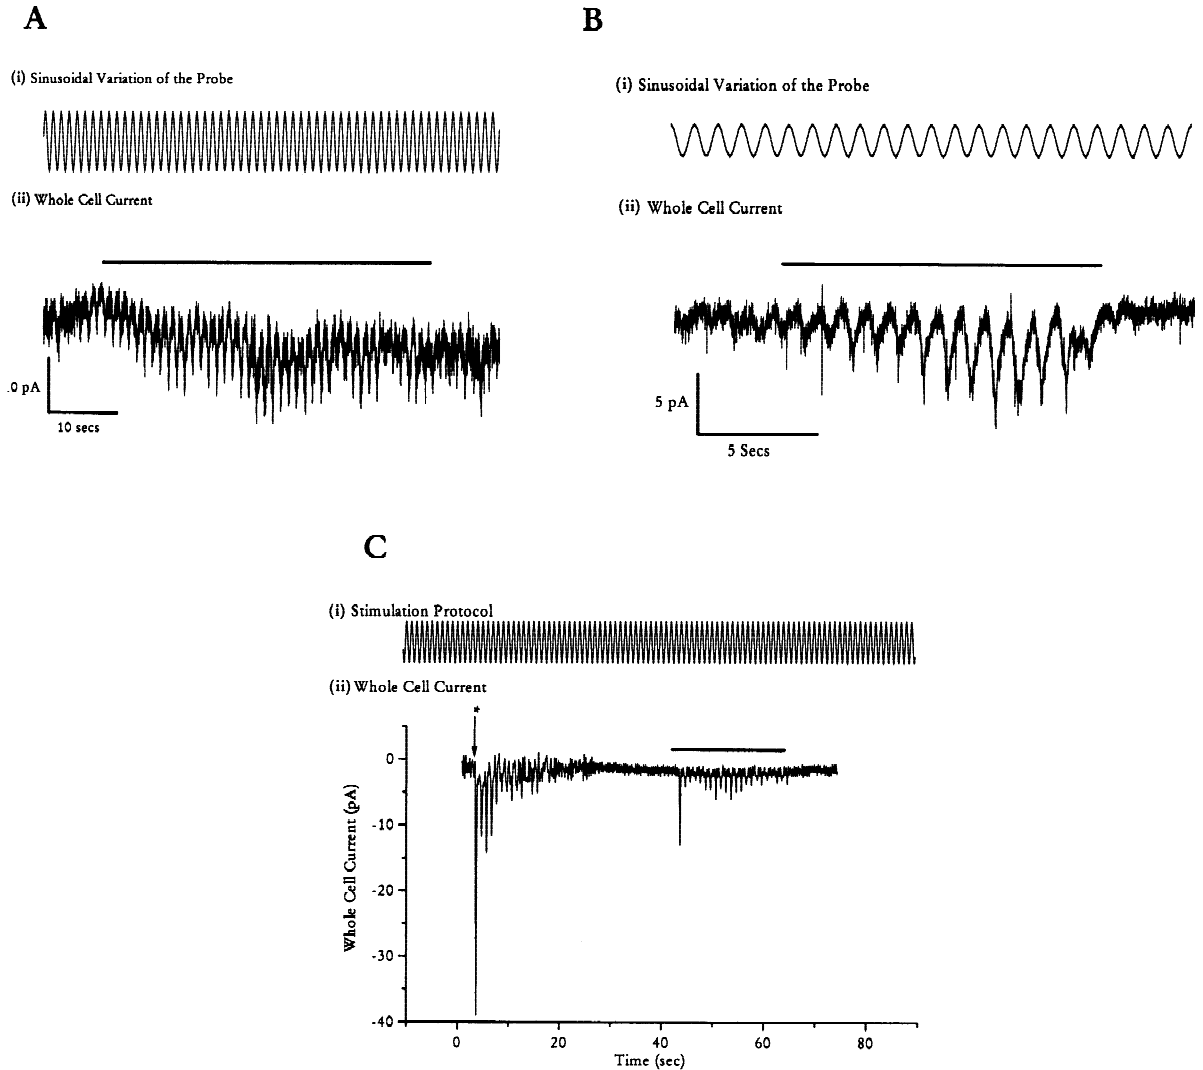 A
B
(i) Sinusoidal Variation of the Probe
(i) Sinusoidal Variation of the Probe
(ii) Whole Cell Current
(ii) Whole Cell Current
.0 pA
10 secs
5 pA
5 Secs
C
(i) Stimulation Protocol
(ii) Whole Cell Current
*
Whole Cell Current (pA)
0
-10
-20
-30
-40
0
20
40
60
80
Time (sec)